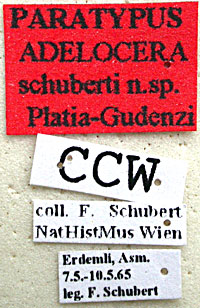 PARATYPUS
ADELOCERA
schuberti n.sp.
Platia-Gudenzi
CCW
coll. F. Schubert
NatHistMus Wien
Erdemli, Asm.
7.5.-10.5.65
leg. F. Schubert